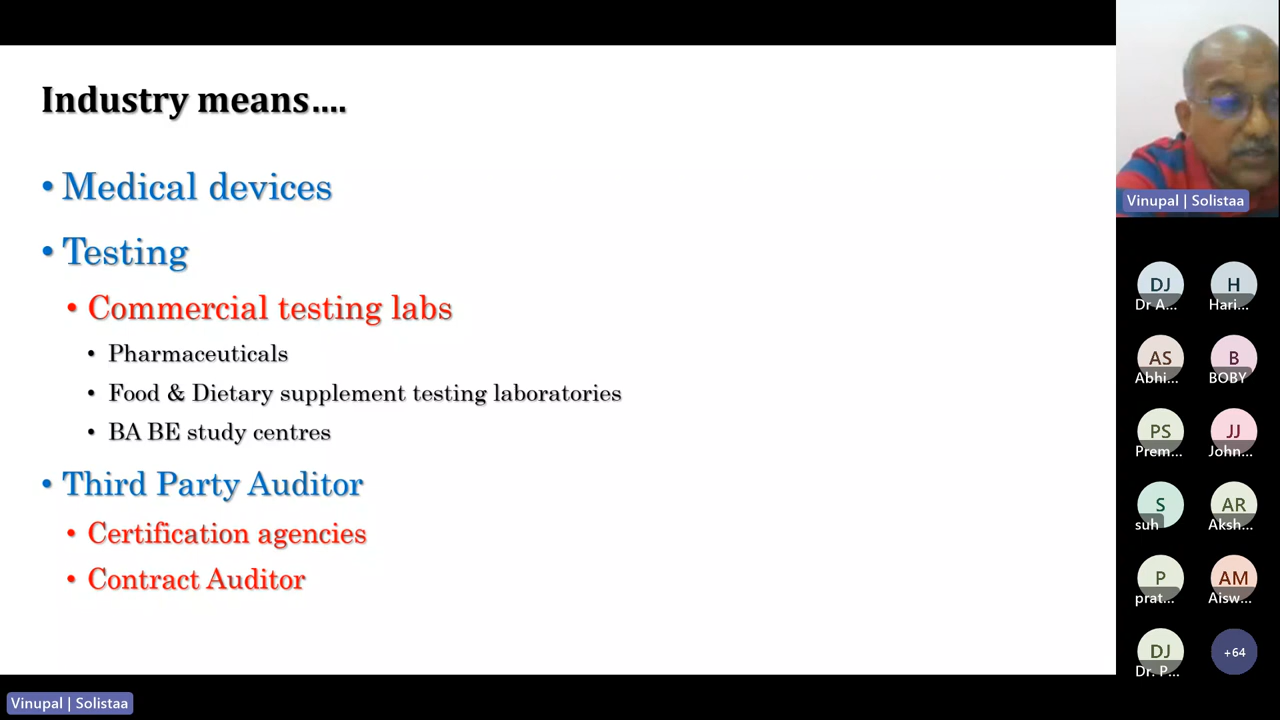 Industry means....
• Medical devices
• Testing
• Commercial testing labs
• Pharmaceuticals
• Food & Dietary supplement testing laboratories
• BA BE study centres
• Third Party Auditor
• Certification agencies
• Contract Auditor
Vinupal | Solistaa
DJ H
Dr A... Hari...
AS B
Abhi... BOBY
PS JJ
Prem... John...
S AR
suh Aksh...
P AM
prat... Aisw...
DJ +64
Dr. P...
Vinupal | Solistaa